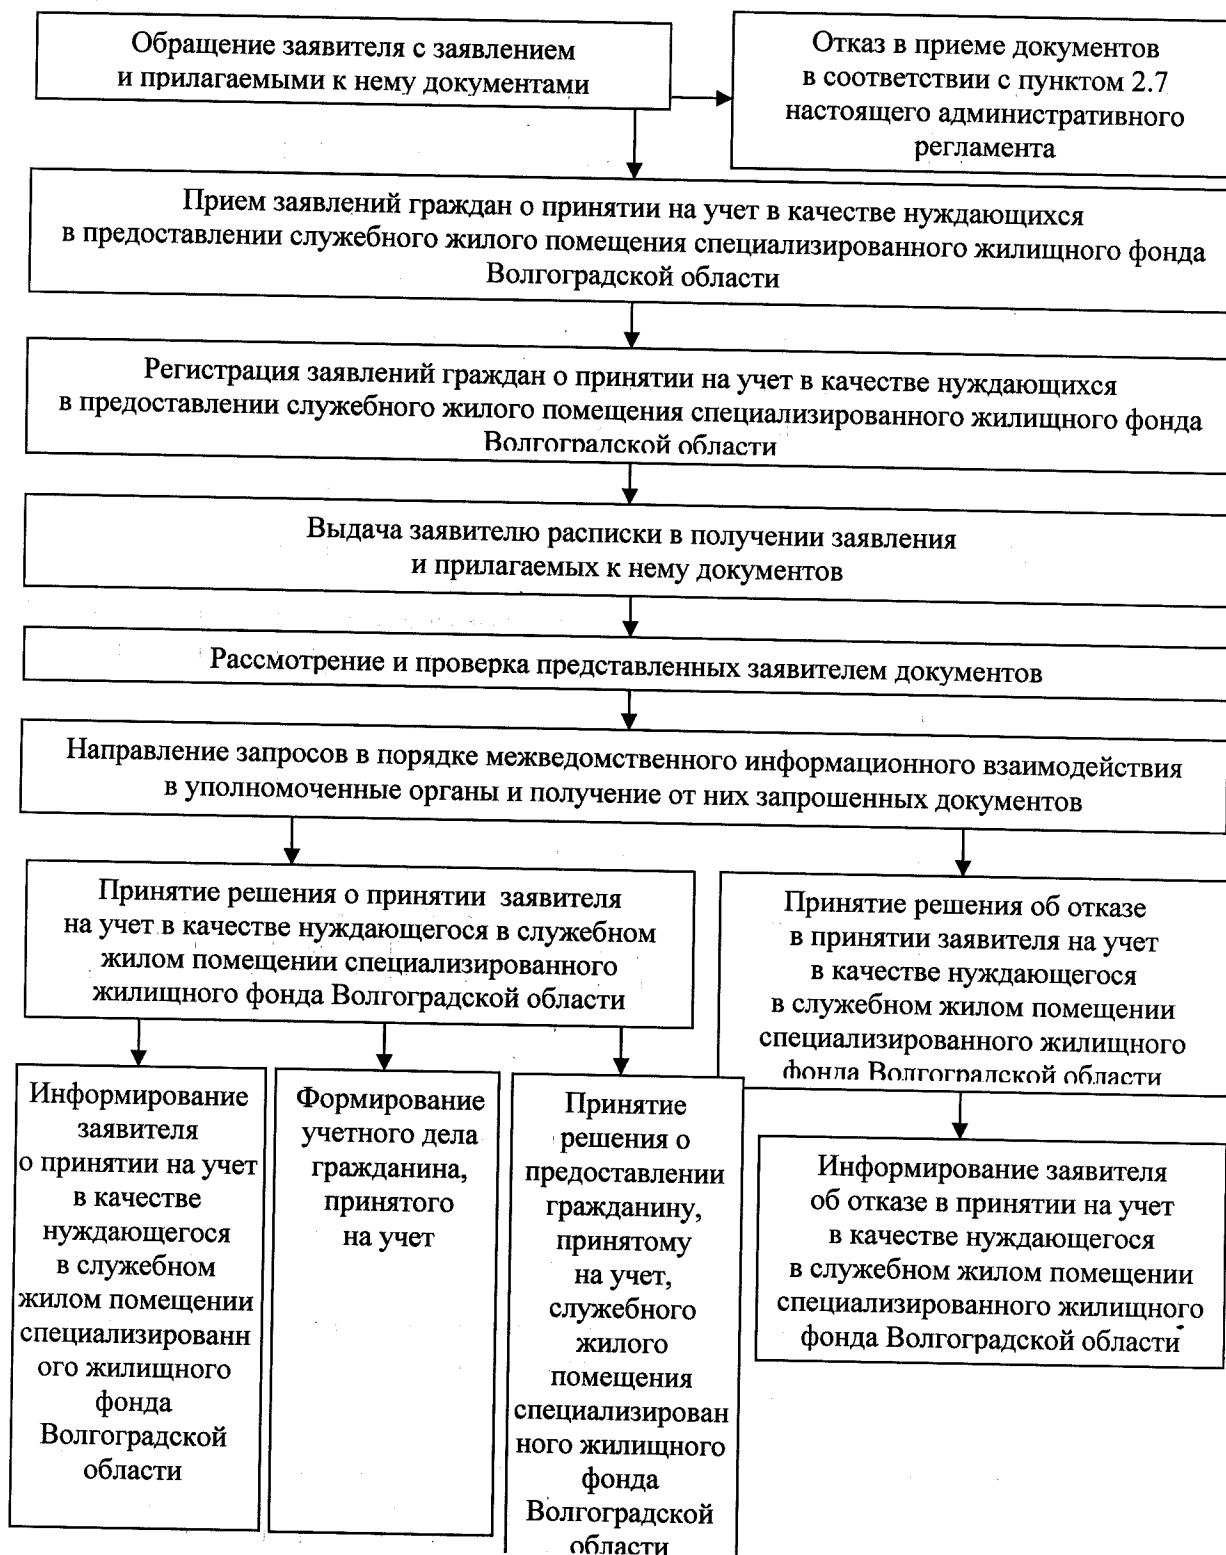 Обращение заявителя с заявлением
и прилагаемыми к нему документами
Отказ в приеме документов
в соответствии с пунктом 2.7
настоящего административного
регламента
Прием заявлений граждан о принятии на учет в качестве нуждающихся
в предоставлении служебного жилого помещения специализированного жилищного фонда
Волгоградской области
Регистрация заявлений граждан о принятии на учет в качестве нуждающихся
в предоставлении служебного жилого помещения специализированного жилищного фонда
Волгоградской области
Выдача заявителю расписки в получении заявления
и прилагаемых к нему документов
Рассмотрение и проверка представленных заявителем документов
Направление запросов в порядке межведомственного информационного взаимодействия
в уполномоченные органы и получение от них запрошенных документов
Принятие решения о принятии заявителя
на учет в качестве нуждающегося в служебном
жилом помещении специализированного
жилищного фонда Волгоградской области
Принятие решения об отказе
в принятии заявителя на учет
в качестве нуждающегося
в служебном жилом помещении
специализированного жилищного
фонда Волгоградской области
Информирование
заявителя
о принятии на учет
в качестве
нуждающегося
в служебном
жилом помещении
специализированн
ого жилищного
фонда
Волгоградской
области
Формирование
учетного дела
гражданина,
принятого
на учет
Принятие
решения о
предоставлении
гражданину,
принятому
на учет,
служебного
жилого
помещения
специализирован
ного жилищного
фонда
Волгоградской
области
Информирование заявителя
об отказе в принятии на учет
в качестве нуждающегося
в служебном жилом помещении
специализированного жилищного
фонда Волгоградской области